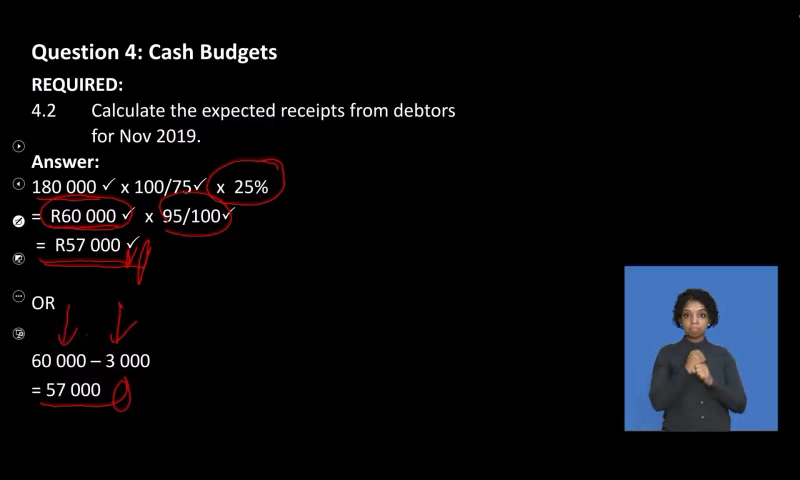 Question 4: Cash Budgets
REQUIRED:
4.2 Calculate the expected receipts from debtors
for Nov 2019.
Answer:
180 000 ✓ x 100/75✓ x 25%
= R60 000 ✓ x 95/100✓
= R57 000 ✓
OR
60 000 – 3 000
= 57 000